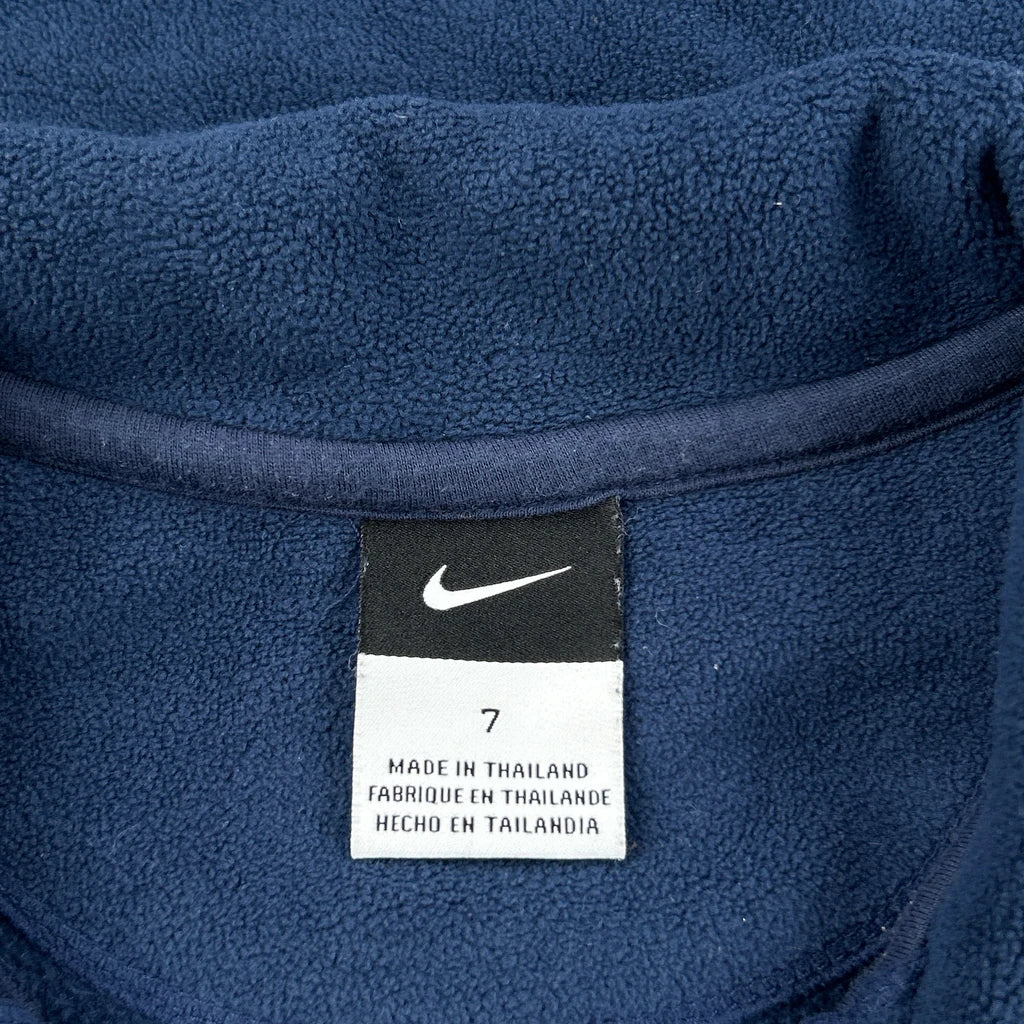 7
MADE IN THAILAND
FABRIQUE EN THAILANDE
HECHO EN TAILANDIA